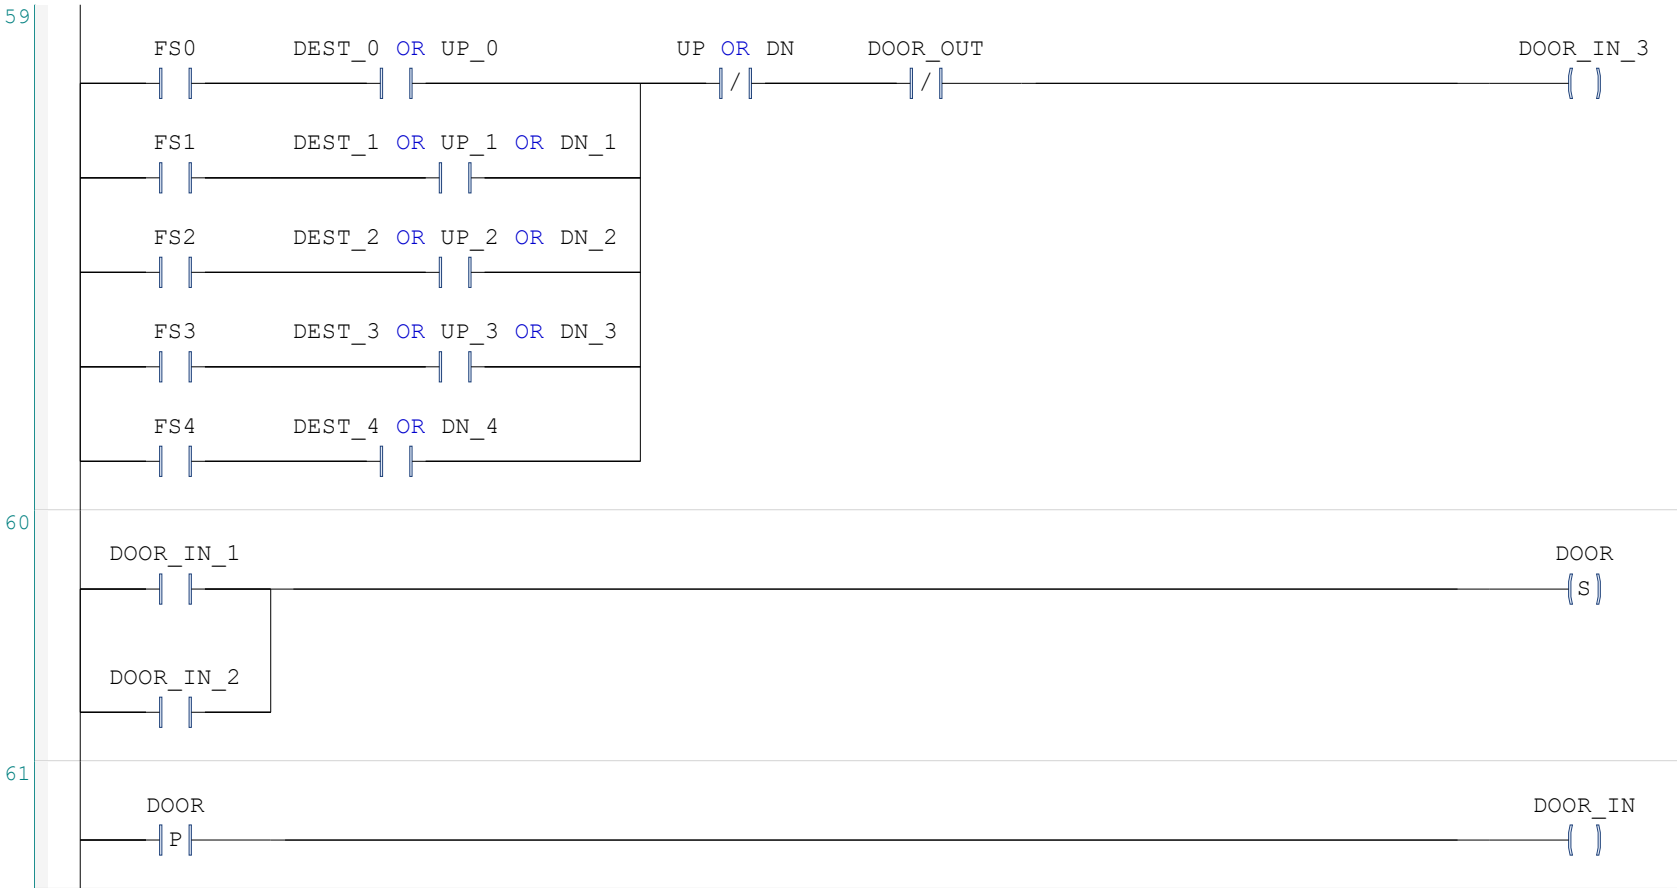 59
FS0 DEST_0 OR UP_0 UP OR DN DOOR_OUT DOOR_IN_3
/ /
FS1 DEST_1 OR UP_1 OR DN_1
FS2 DEST_2 OR UP_2 OR DN_2
FS3 DEST_3 OR UP_3 OR DN_3
FS4 DEST_4 OR DN_4
60
DOOR_IN_1 DOOR
S
DOOR_IN_2
61
DOOR DOOR_IN
P